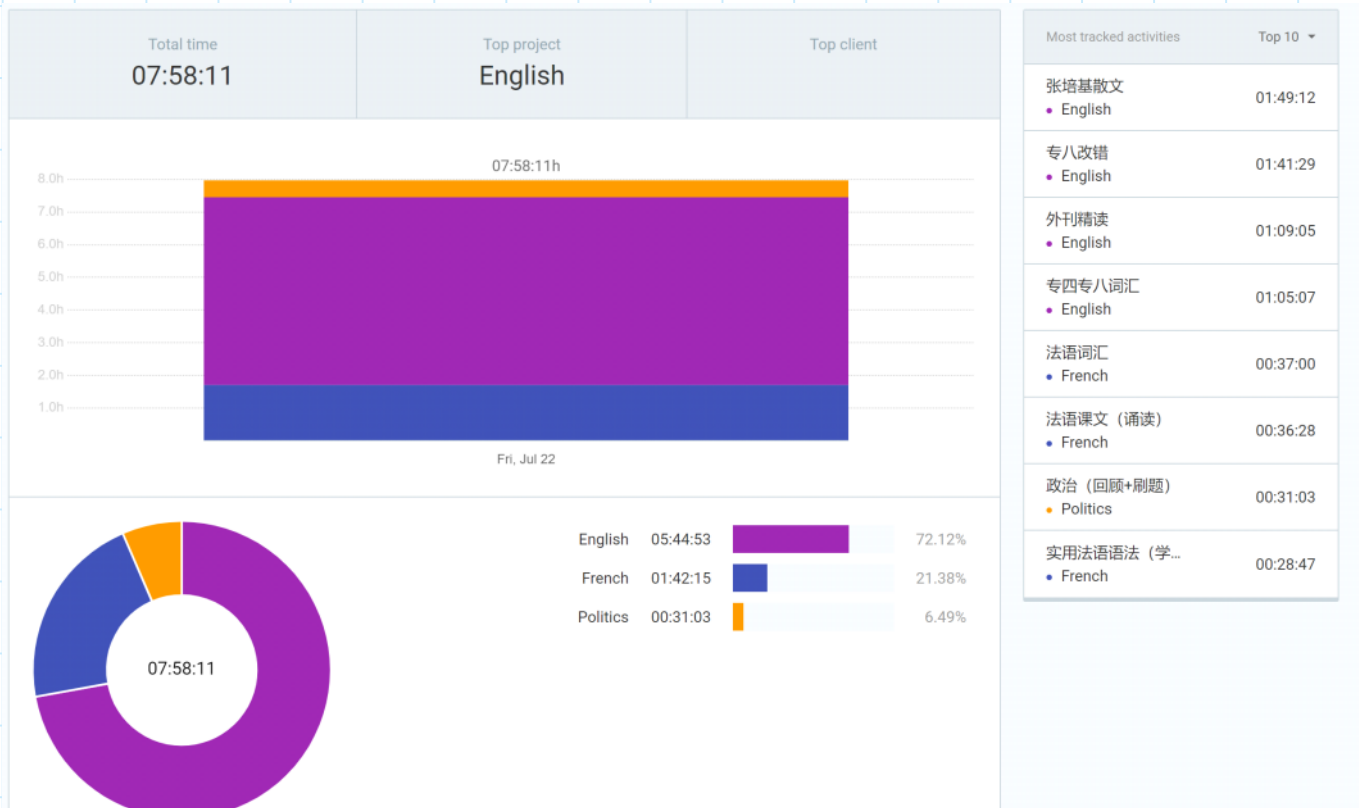 Total time
07:58:11
Top project
English
Top client
07:58:11h
8.0h
7.0h
6.0h
5.0h
4.0h
3.0h
2.0h
1.0h
Fri, Jul 22
07:58:11
English 05:44:53 72.12%
French 01:42:15 21.38%
Politics 00:31:03 6.49%
Most tracked activities Top 10
张培基散文
English 01:49:12
专八改错
English 01:41:29
外刊精读
English 01:09:05
专四专八词汇
English 01:05:07
法语词汇
French 00:37:00
法语课文（诵读）
French 00:36:28
政治（回顾+刷题）
Politics 00:31:03
实用法语语法（学...
French 00:28:47